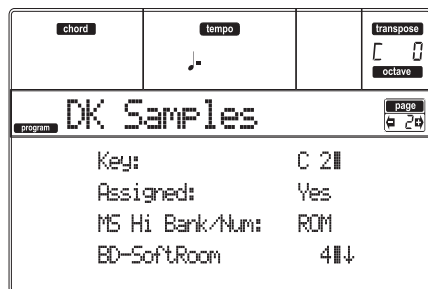 chord tempo transpose
♩= C 0
octave
program DK Samples page
2
Key: C 2
Assigned: Yes
MS Hi Bank/Num: ROM
BD-SoftRoom 4↓